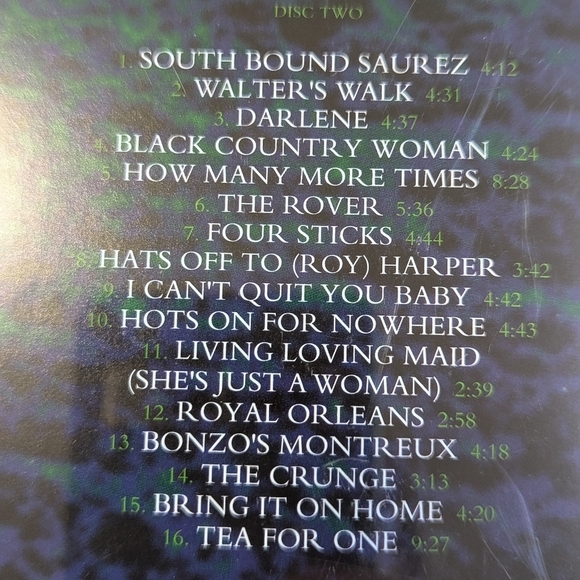 DISC TWO
1. SOUTH BOUND SAUREZ 4:12
2. WALTER'S WALK 4:31
3. DARLENE 4:37
4. BLACK COUNTRY WOMAN 4:24
5. HOW MANY MORE TIMES 8:28
6. THE ROVER 5:36
7. FOUR STICKS 4:44
8. HATS OFF TO (ROY) HARPER 3:42
9. I CAN'T QUIT YOU BABY 4:42
10. HOTS ON FOR NOWHERE 4:43
11. LIVING LOVING MAID
(SHE'S JUST A WOMAN) 2:39
12. ROYAL ORLEANS 2:58
13. BONZO'S MONTREUX 4:18
14. THE CRUNGE 3:13
15. BRING IT ON HOME 4:20
16. TEA FOR ONE 9:27